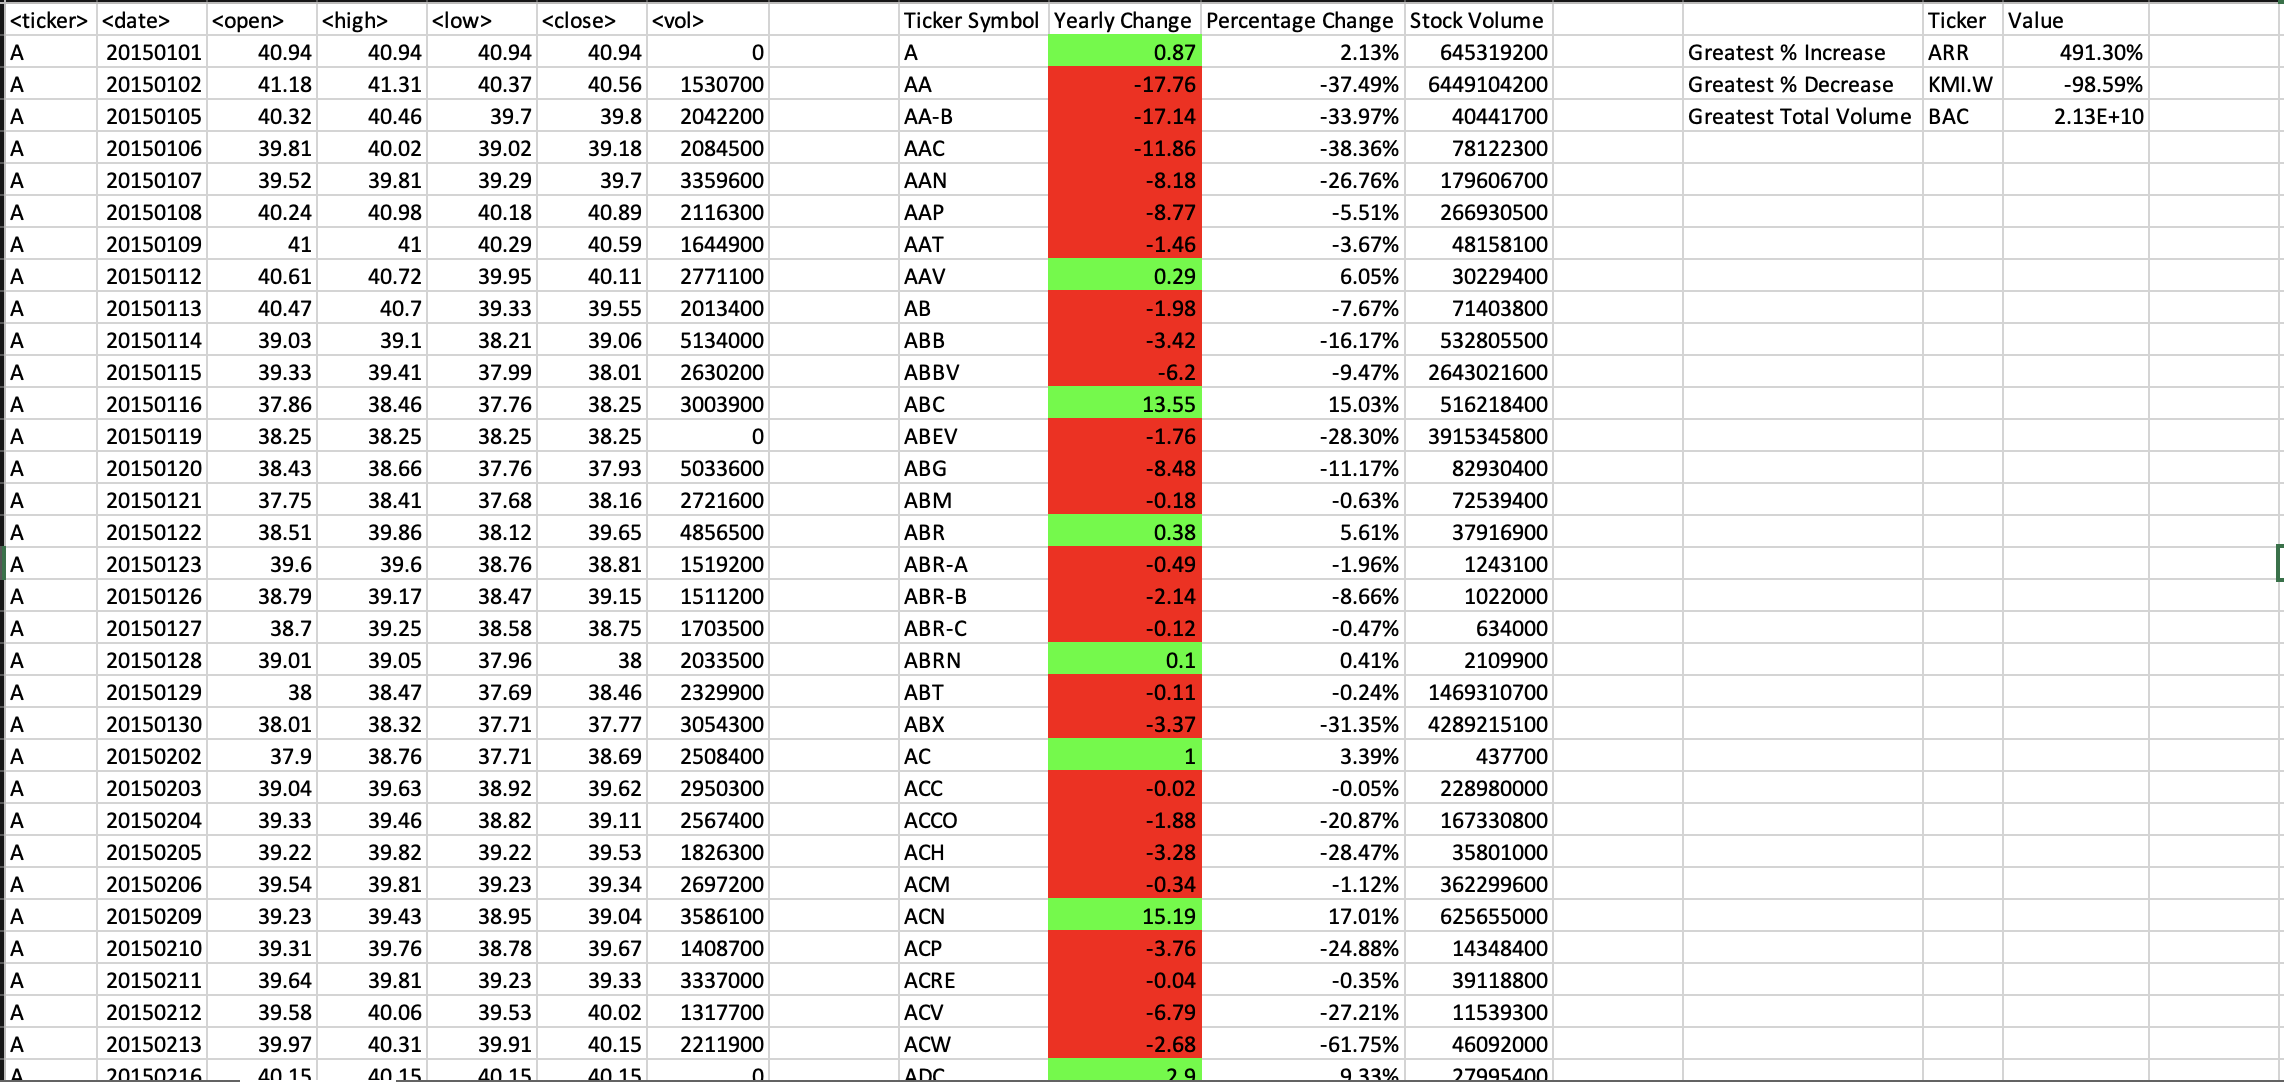 <ticker> <date> <open> <high> <low> <close> <vol> Ticker Symbol Yearly Change Percentage Change Stock Volume Ticker Value
A 20150101 40.94 40.94 40.94 40.94 0 A 0.87 2.13% 645319200 Greatest % Increase ARR 491.30%
A 20150102 41.18 41.31 40.37 40.56 1530700 AA -17.76 -37.49% 6449104200 Greatest % Decrease KMI.W -98.59%
A 20150105 40.32 40.46 39.7 39.8 2042200 AA-B -17.14 -33.97% 40441700 Greatest Total Volume BAC 2.13E+10
A 20150106 39.81 40.02 39.02 39.18 2084500 AAC -11.86 -38.36% 78122300
A 20150107 39.52 39.81 39.29 39.7 3359600 AAN -8.18 -26.76% 179606700
A 20150108 40.24 40.98 40.18 40.89 2116300 AAP -8.77 -5.51% 266930500
A 20150109 41 41 40.29 40.59 1644900 AAT -1.46 -3.67% 48158100
A 20150112 40.61 40.72 39.95 40.11 2771100 AAV 0.29 6.05% 30229400
A 20150113 40.47 40.7 39.33 39.55 2013400 AB -1.98 -7.67% 71403800
A 20150114 39.03 39.1 38.21 39.06 5134000 ABB -3.42 -16.17% 532805500
A 20150115 39.33 39.41 37.99 38.01 2630200 ABBV -6.2 -9.47% 2643021600
A 20150116 37.86 38.46 37.76 38.25 3003900 ABC 13.55 15.03% 516218400
A 20150119 38.25 38.25 38.25 38.25 0 ABEV -1.76 -28.30% 3915345800
A 20150120 38.43 38.66 37.76 37.93 5033600 ABG -8.48 -11.17% 82930400
A 20150121 37.75 38.41 37.68 38.16 2721600 ABM -0.18 -0.63% 72539400
A 20150122 38.51 39.86 38.12 39.65 4856500 ABR 0.38 5.61% 37916900
A 20150123 39.6 39.6 38.76 38.81 1519200 ABR-A -0.49 -1.96% 1243100
A 20150126 38.79 39.17 38.47 39.15 1511200 ABR-B -2.14 -8.66% 1022000
A 20150127 38.7 39.25 38.58 38.75 1703500 ABR-C -0.12 -0.47% 634000
A 20150128 39.01 39.05 37.96 38 2033500 ABRN 0.1 0.41% 2109900
A 20150129 38 38.47 37.69 38.46 2329900 ABT -0.11 -0.24% 1469310700
A 20150130 38.01 38.32 37.71 37.77 3054300 ABX -3.37 -31.35% 4289215100
A 20150202 37.9 38.76 37.71 38.69 2508400 AC 1 3.39% 437700
A 20150203 39.04 39.63 38.92 39.62 2950300 ACC -0.02 -0.05% 228980000
A 20150204 39.33 39.46 38.82 39.11 2567400 ACCO -1.88 -20.87% 167330800
A 20150205 39.22 39.82 39.22 39.53 1826300 ACH -3.28 -28.47% 35801000
A 20150206 39.54 39.81 39.23 39.34 2697200 ACM -0.34 -1.12% 362299600
A 20150209 39.23 39.43 38.95 39.04 3586100 ACN 15.19 17.01% 625655000
A 20150210 39.31 39.76 38.78 39.67 1408700 ACP -3.76 -24.88% 14348400
A 20150211 39.64 39.81 39.23 39.33 3337000 ACRE -0.04 -0.35% 39118800
A 20150212 39.58 40.06 39.53 40.02 1317700 ACV -6.79 -27.21% 11539300
A 20150213 39.97 40.31 39.91 40.15 2211900 ACW -2.68 -61.75% 46092000
A 20150216 40.15 40.15 40.15 40.15 0 ADC 2.9 9.33% 27995400